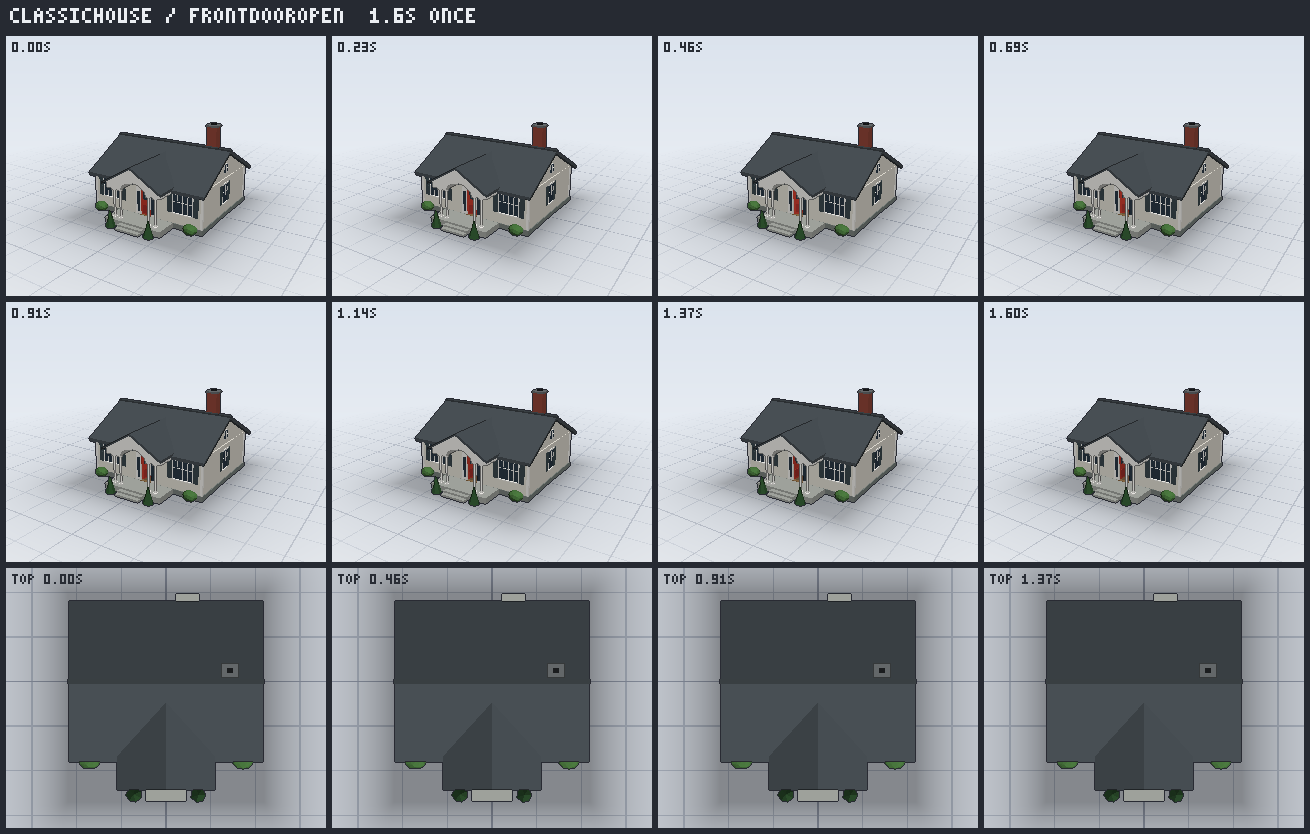 CLASSICHOUSE / FRONTDOOROPEN 1.6S ONCE
0.00S
0.23S
0.46S
0.69S
0.91S
1.14S
1.37S
1.60S
TOP 0.00S
TOP 0.46S
TOP 0.91S
TOP 1.37S